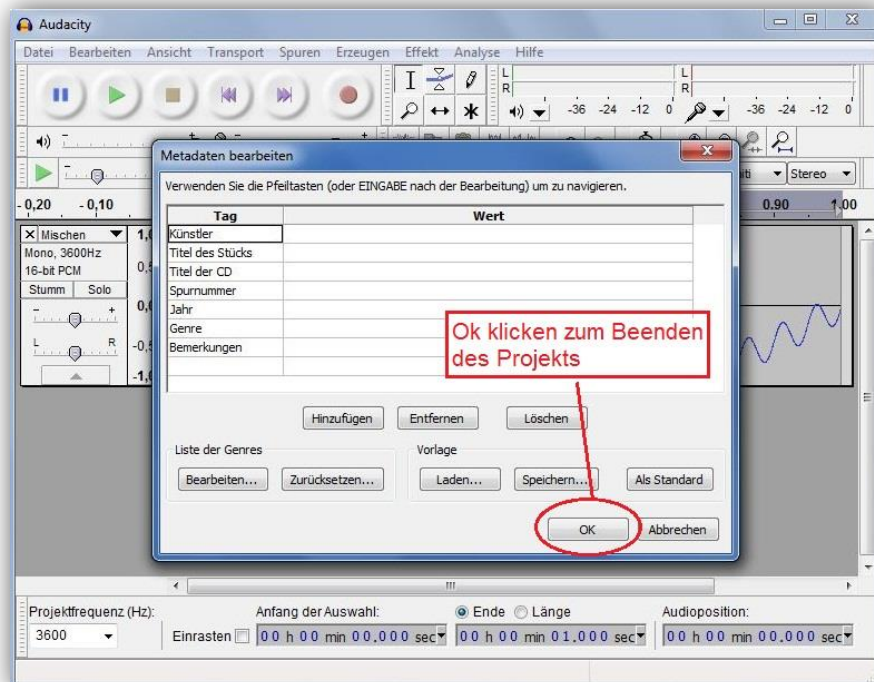 Audacity
Datei Bearbeiten Ansicht Transport Spuren Erzeugen Effekt Analyse Hilfe
L
R
-36 -24 -12 0
L
R
-36 -24 -12 0
Stereo
-0,20 -0,10
0,90 1,00
Metadaten bearbeiten
Verwenden Sie die Pfeiltasten (oder EINGABE nach der Bearbeitung) um zu navigieren.
Tag Wert
Künstler
Titel des Stücks
Titel der CD
Spurnummer
Jahr
Genre
Bemerkungen
Ok klicken zum Beenden
des Projekts
Hinzufügen Entfernen Löschen
Liste der Genres Vorlage
Bearbeiten... Zurücksetzen... Laden... Speichern... Als Standard
OK Abbrechen
X Mischen
Mono, 3600Hz
16-bit PCM
Stumm Solo
- +
L R
Projektfrequenz (Hz): Anfang der Auswahl: Ende Länge Audioposition:
3600 Einrasten 00 h 00 min 00.000 sec 00 h 00 min 01.000 sec 00 h 00 min 00.000 sec